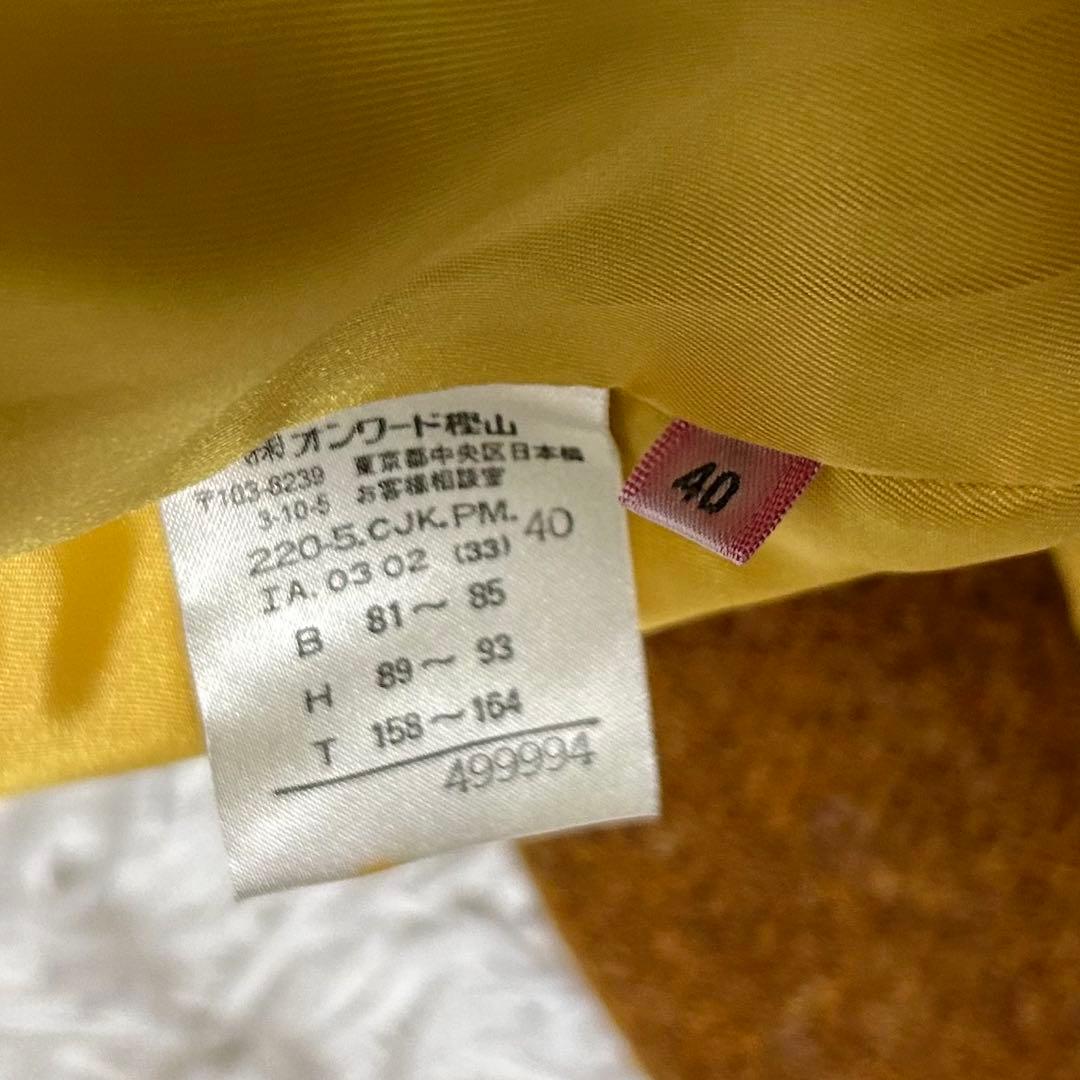 ㈱オンワード樫山
〒103-8239 東京都中央区日本橋
3-10-5 お客様相談室
220-5.CJK.PM.
IA. 03 02 (33) 40
B 81～ 85
H 89～ 93
T 158～164
499994
40